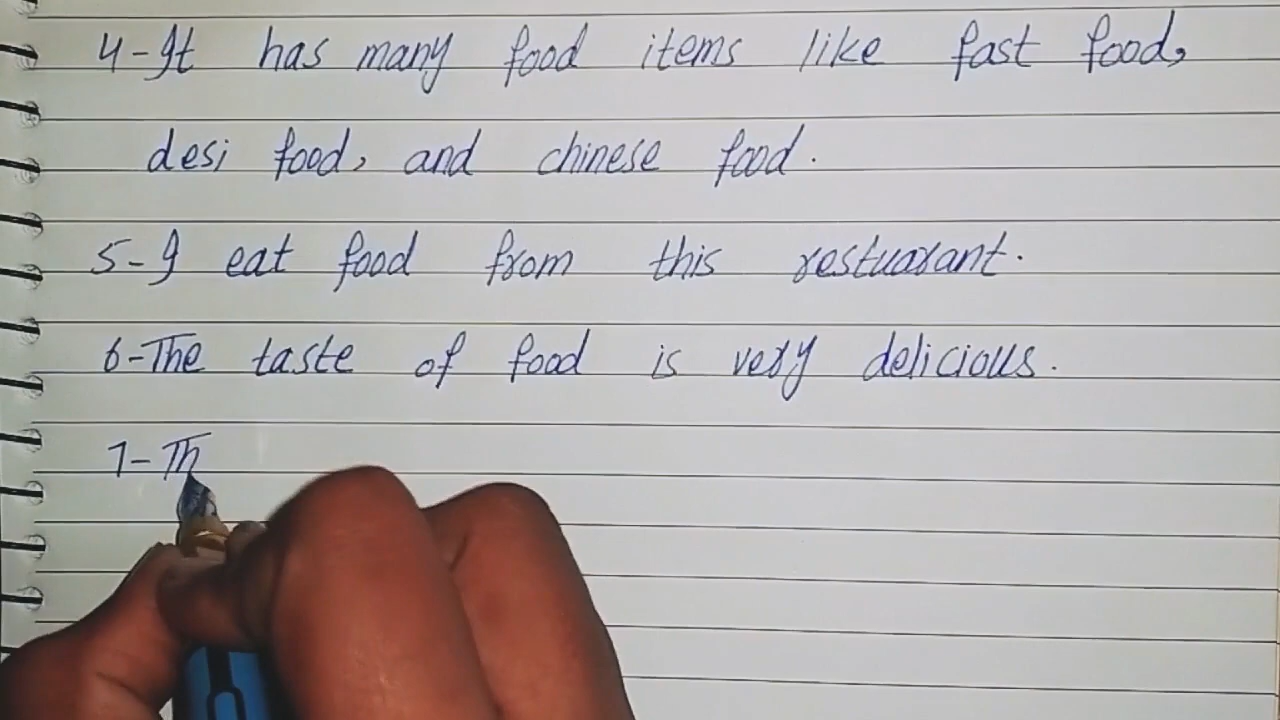 4-It has many food items like fast food,
desi food, and chinese food.
5-I eat food from this restuarant.
6-The taste of food is very delicious.
7-Th